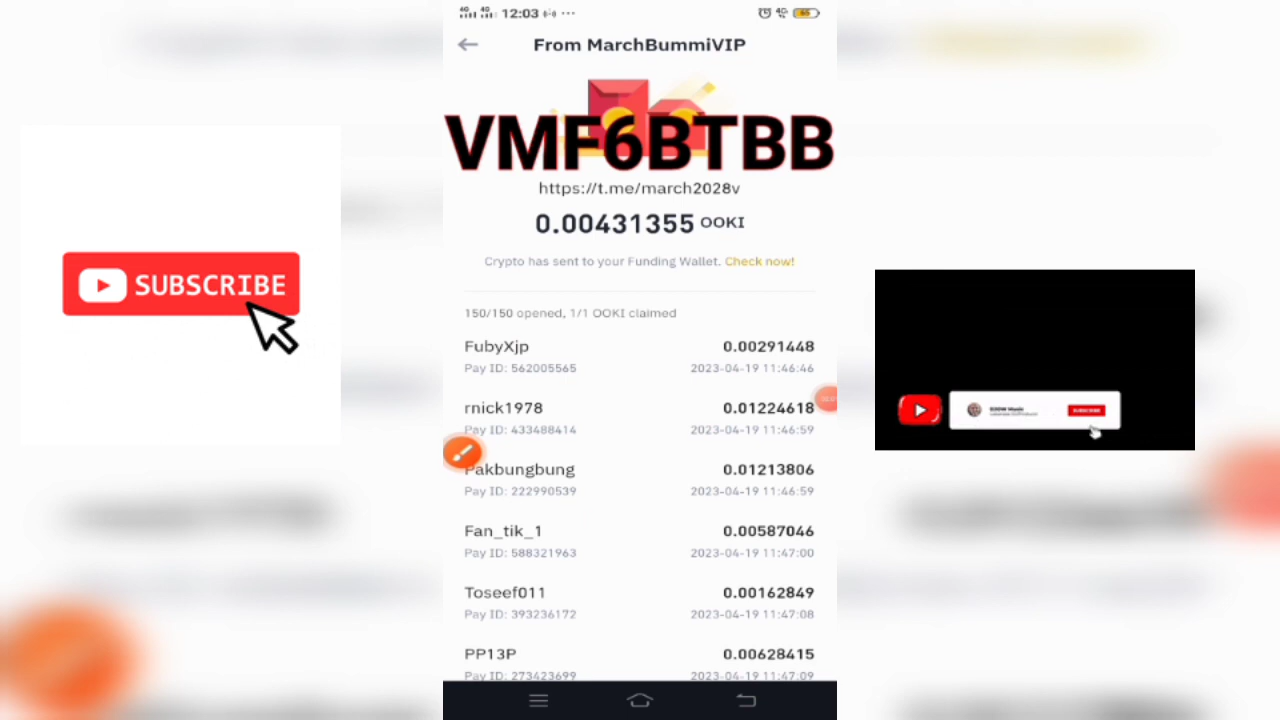 12:03
From MarchBummiVIP
VMF6BTBB
https://t.me/march2028v
0.00431355 OOKI
Crypto has sent to your Funding Wallet. Check now!
150/150 opened, 1/1 OOKI claimed
FubyXjp 0.00291448
Pay ID: 562005565 2023-04-19 11:46:46
rnick1978 0.01224618
Pay ID: 433488414 2023-04-19 11:46:59
Pakbungbung 0.01213806
Pay ID: 222990539 2023-04-19 11:46:59
Fan_tik_1 0.00587046
Pay ID: 588321963 2023-04-19 11:47:00
Toseef011 0.00162849
Pay ID: 393236172 2023-04-19 11:47:08
PP13P 0.00628415
Pay ID: 273423699 2023-04-19 11:47:09
SUBSCRIBE
SUBSCRIBE